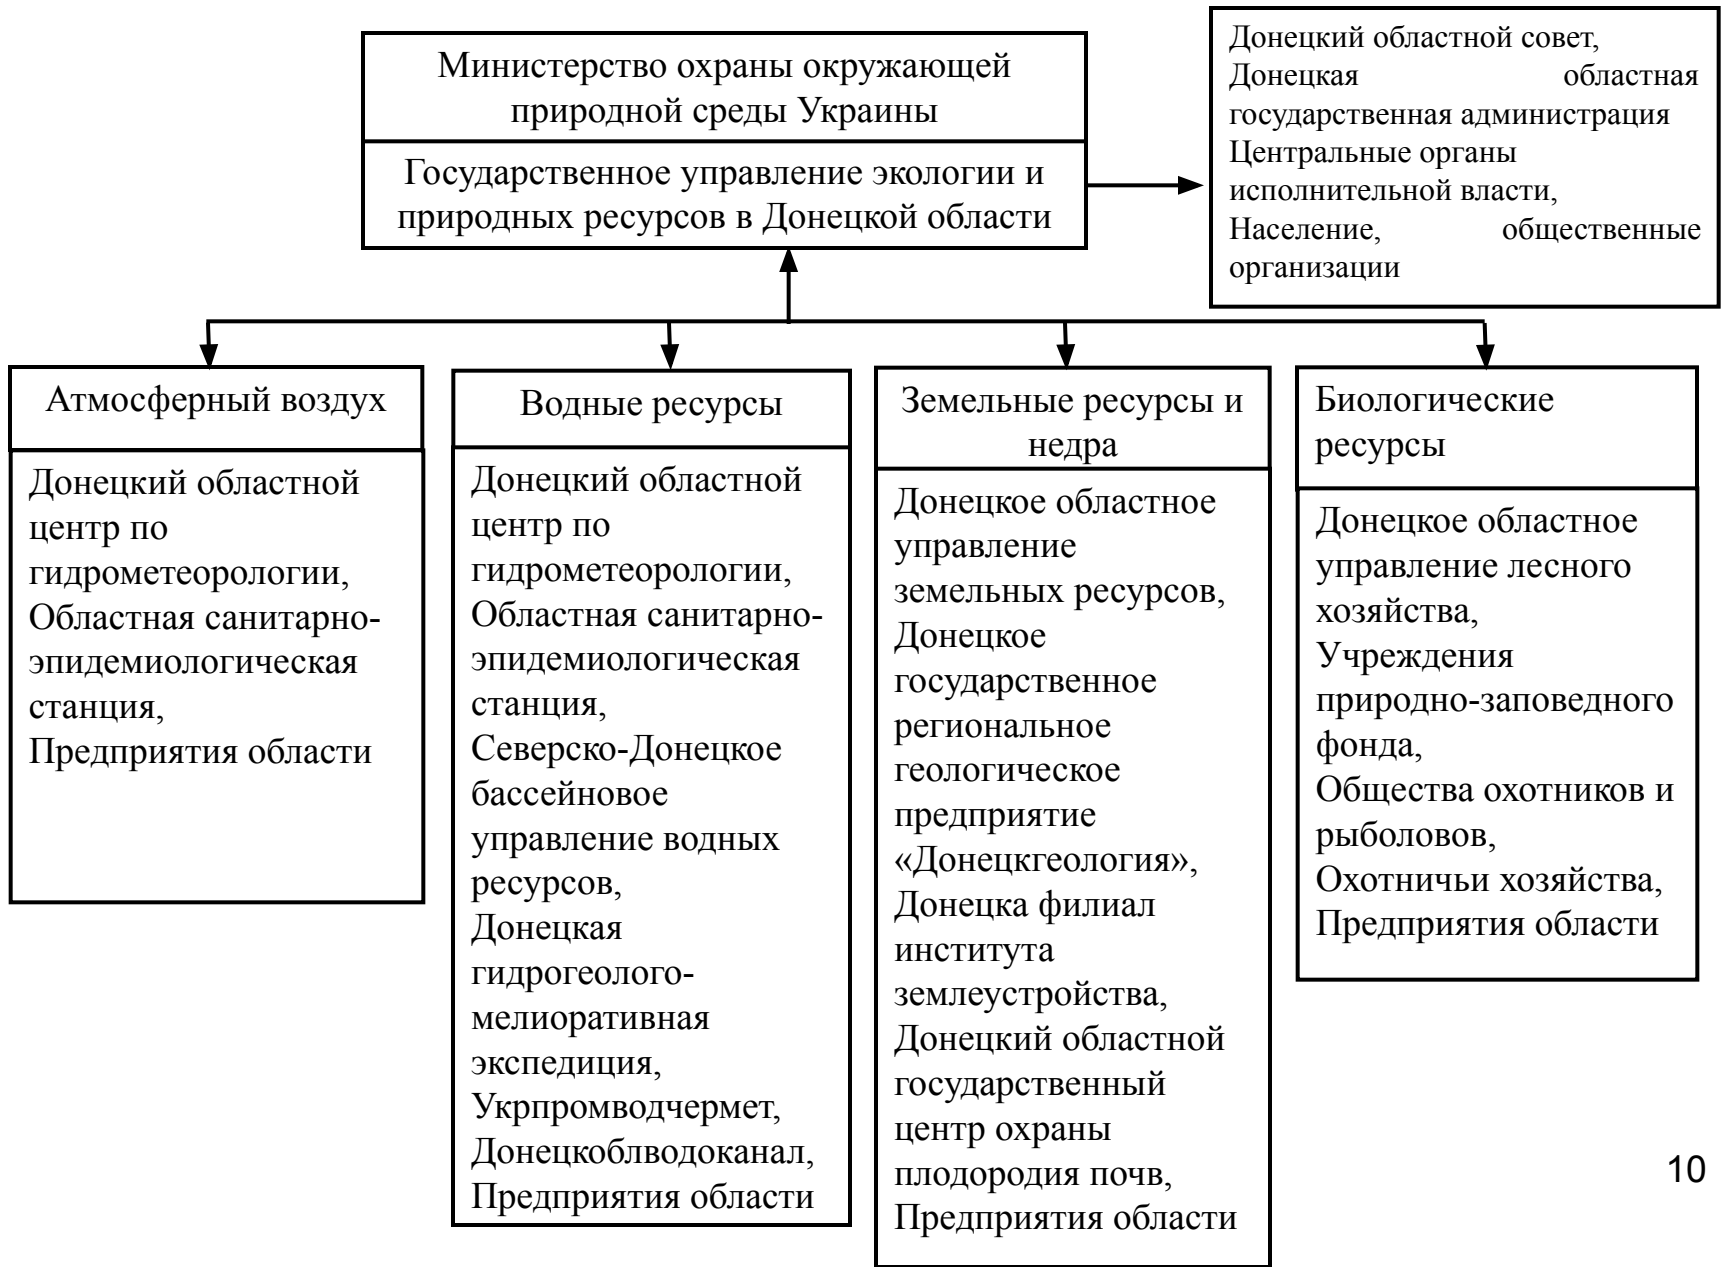 Министерство охраны окружающей
природной среды Украины
Государственное управление экологии и
природных ресурсов в Донецкой области
Донецкий областной совет,
Донецкая областная
государственная администрация
Центральные органы
исполнительной власти,
Население, общественные
организации
Атмосферный воздух
Донецкий областной
центр по
гидрометеорологии,
Областная санитарно-
эпидемиологическая
станция,
Предприятия области
Водные ресурсы
Донецкий областной
центр по
гидрометеорологии,
Областная санитарно-
эпидемиологическая
станция,
Северско-Донецкое
бассейновое
управление водных
ресурсов,
Донецкая
гидрогеолого-
мелиоративная
экспедиция,
Укрпромводчермет,
Донецкоблводоканал,
Предприятия области
Земельные ресурсы и
недра
Донецкое областное
управление
земельных ресурсов,
Донецкое
государственное
региональное
геологическое
предприятие
«Донецкгеология»,
Донецка филиал
института
землеустройства,
Донецкий областной
государственный
центр охраны
плодородия почв,
Предприятия области
Биологические
ресурсы
Донецкое областное
управление лесного
хозяйства,
Учреждения
природно-заповедного
фонда,
Общества охотников и
рыболовов,
Охотничьи хозяйства,
Предприятия области
10